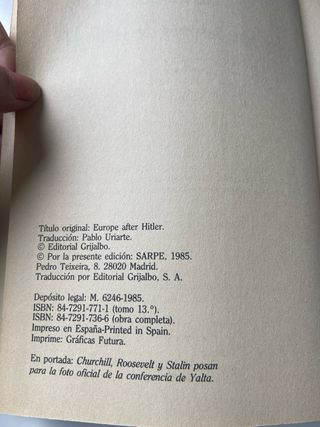 Título original: Europe after Hitler.
Traducción: Pablo Uriarte.
© Editorial Grijalbo.
© Por la presente edición: SARPE, 1985.
Pedro Teixeira, 8. 28020 Madrid.
Traducción por Editorial Grijalbo, S. A.
Depósito legal: M. 6246-1985.
ISBN: 84-7291-771-1 (tomo 13.º).
ISBN: 84-7291-736-6 (obra completa).
Impreso en España-Printed in Spain.
Imprime: Gráficas Futura.
En portada: Churchill, Roosevelt y Stalin posan
para la foto oficial de la conferencia de Yalta.